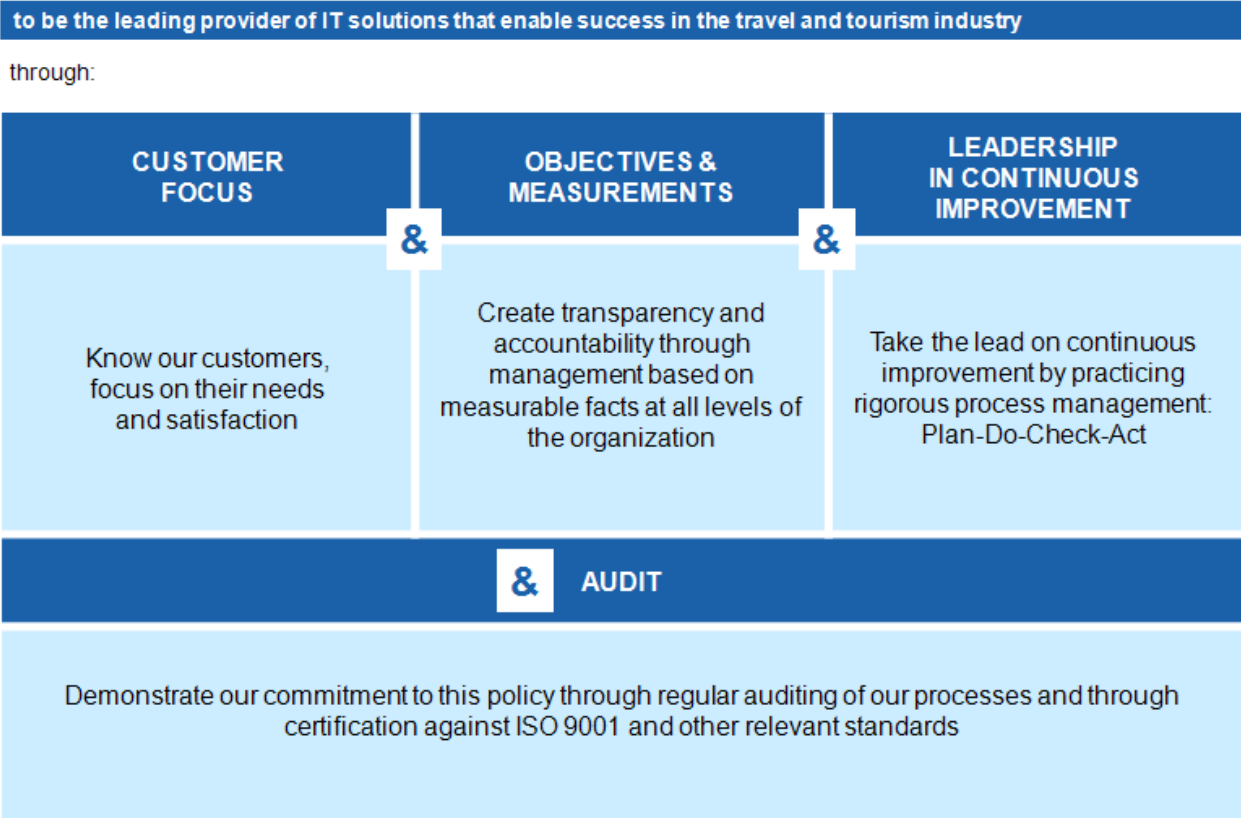 to be the leading provider of IT solutions that enable success in the travel and tourism industry
through:
CUSTOMER
FOCUS
&
OBJECTIVES &
MEASUREMENTS
&
LEADERSHIP
IN CONTINUOUS
IMPROVEMENT
Know our customers,
focus on their needs
and satisfaction
Create transparency and
accountability through
management based on
measurable facts at all levels of
the organization
Take the lead on continuous
improvement by practicing
rigorous process management:
Plan-Do-Check-Act
& AUDIT
Demonstrate our commitment to this policy through regular auditing of our processes and through
certification against ISO 9001 and other relevant standards